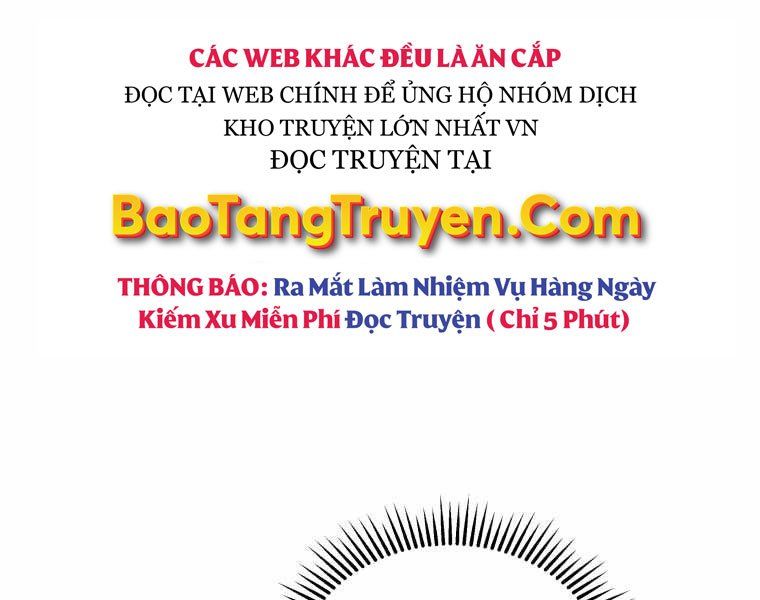 CÁC WEB KHÁC ĐỀU LÀ ĂN CẮP
ĐỌC TẠI WEB CHÍNH ĐỂ ỦNG HỘ NHÓM DỊCH
KHO TRUYỆN LỚN NHẤT VN
ĐỌC TRUYỆN TẠI
BaoTangTruyen.Com
THÔNG BÁO: Ra Mắt Làm Nhiệm Vụ Hàng Ngày
Kiếm Xu Miễn Phí Đọc Truyện ( Chỉ 5 Phút)